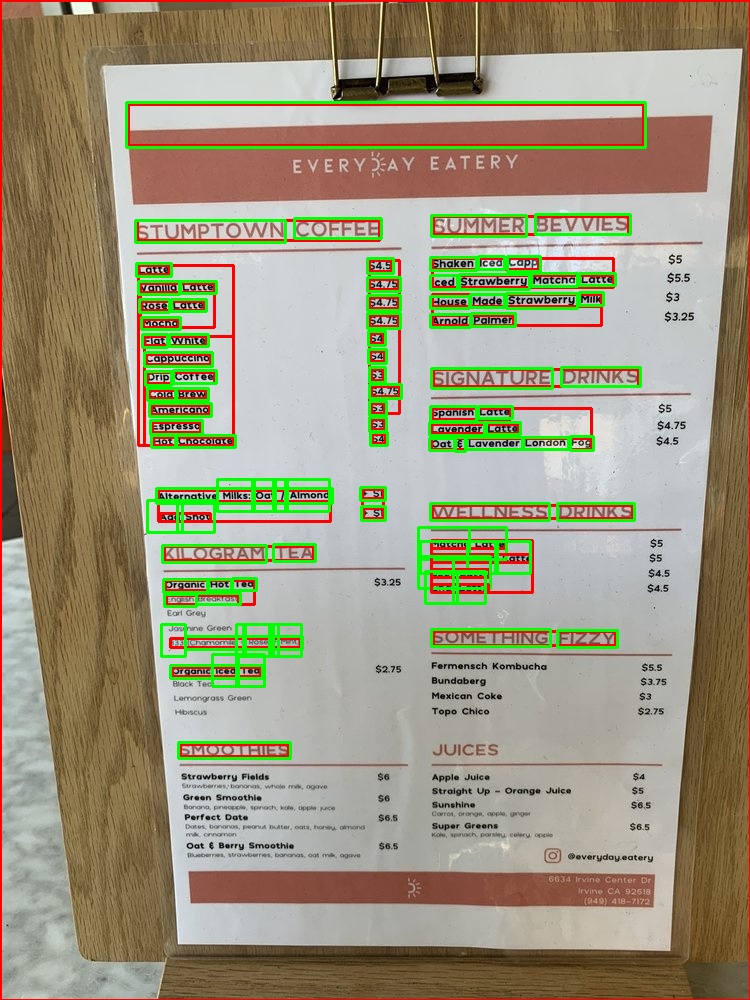 EVERYDAY EATERY
STUMPTOWN COFFEE
Latte $4.5
Vanilla Latte $4.75
Rose Latte $4.75
Mocha $4.75
Flat White $4
Cappuccino $4
Drip Coffee $3
Cold Brew $4.75
Americano $3
Espresso $3
Hot Chocolate $4
Alternative Milks: Oat / Almond + $1
Add Shot + $1
KILOGRAM TEA
Organic Hot Tea $3.25
English Breakfast
Earl Grey
Jasmine Green
Chamomile Rose Mint
Organic Iced Tea $2.75
Black Tea
Lemongrass Green
Hibiscus
SMOOTHIES
Strawberry Fields $6
Strawberries, bananas, whole milk, agave
Green Smoothie $6
Banana, pineapple, spinach, kale, apple juice
Perfect Date $6.5
Dates, bananas, peanut butter, oats, honey, almond
milk, cinnamon
Oat & Berry Smoothie $6.5
Blueberries, strawberries, bananas, oat milk, agave
SUMMER BEVVIES
Shaken Iced Capp $5
Iced Strawberry Matcha Latte $5.5
House Made Strawberry Milk $3
Arnold Palmer $3.25
SIGNATURE DRINKS
Spanish Latte $5
Lavender Latte $4.75
Oat & Lavender London Fog $4.5
WELLNESS DRINKS
Matcha Latte $5
Latte $5
$4.5
$4.5
SOMETHING FIZZY
Fermensch Kombucha $5.5
Bundaberg $3.75
Mexican Coke $3
Topo Chico $2.75
JUICES
Apple Juice $4
Straight Up - Orange Juice $5
Sunshine $6.5
Carrot, orange, apple, ginger
Super Greens $6.5
Kale, spinach, parsley, celery, apple
@everyday.eatery
6634 Irvine Center Dr
Irvine CA 92618
(949) 418-7172